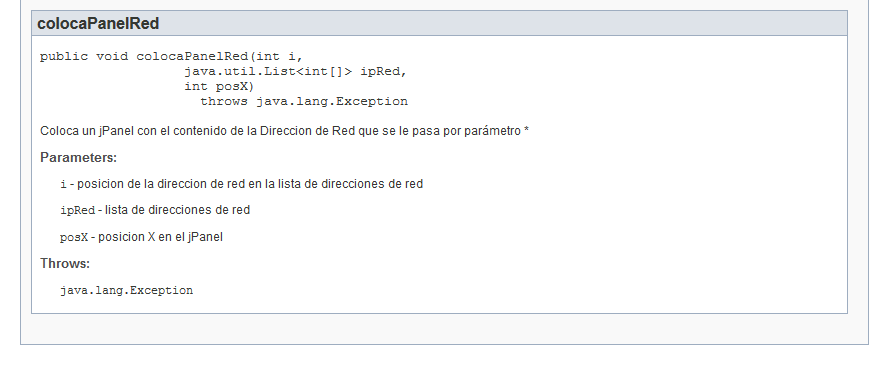 colocaPanelRed
public void colocaPanelRed(int i,
java.util.List<int[]> ipRed,
int posX)
throws java.lang.Exception
Coloca un jPanel con el contenido de la Direccion de Red que se le pasa por parámetro *
Parameters:
i - posicion de la direccion de red en la lista de direcciones de red
ipRed - lista de direcciones de red
posX - posicion X en el jPanel
Throws:
java.lang.Exception